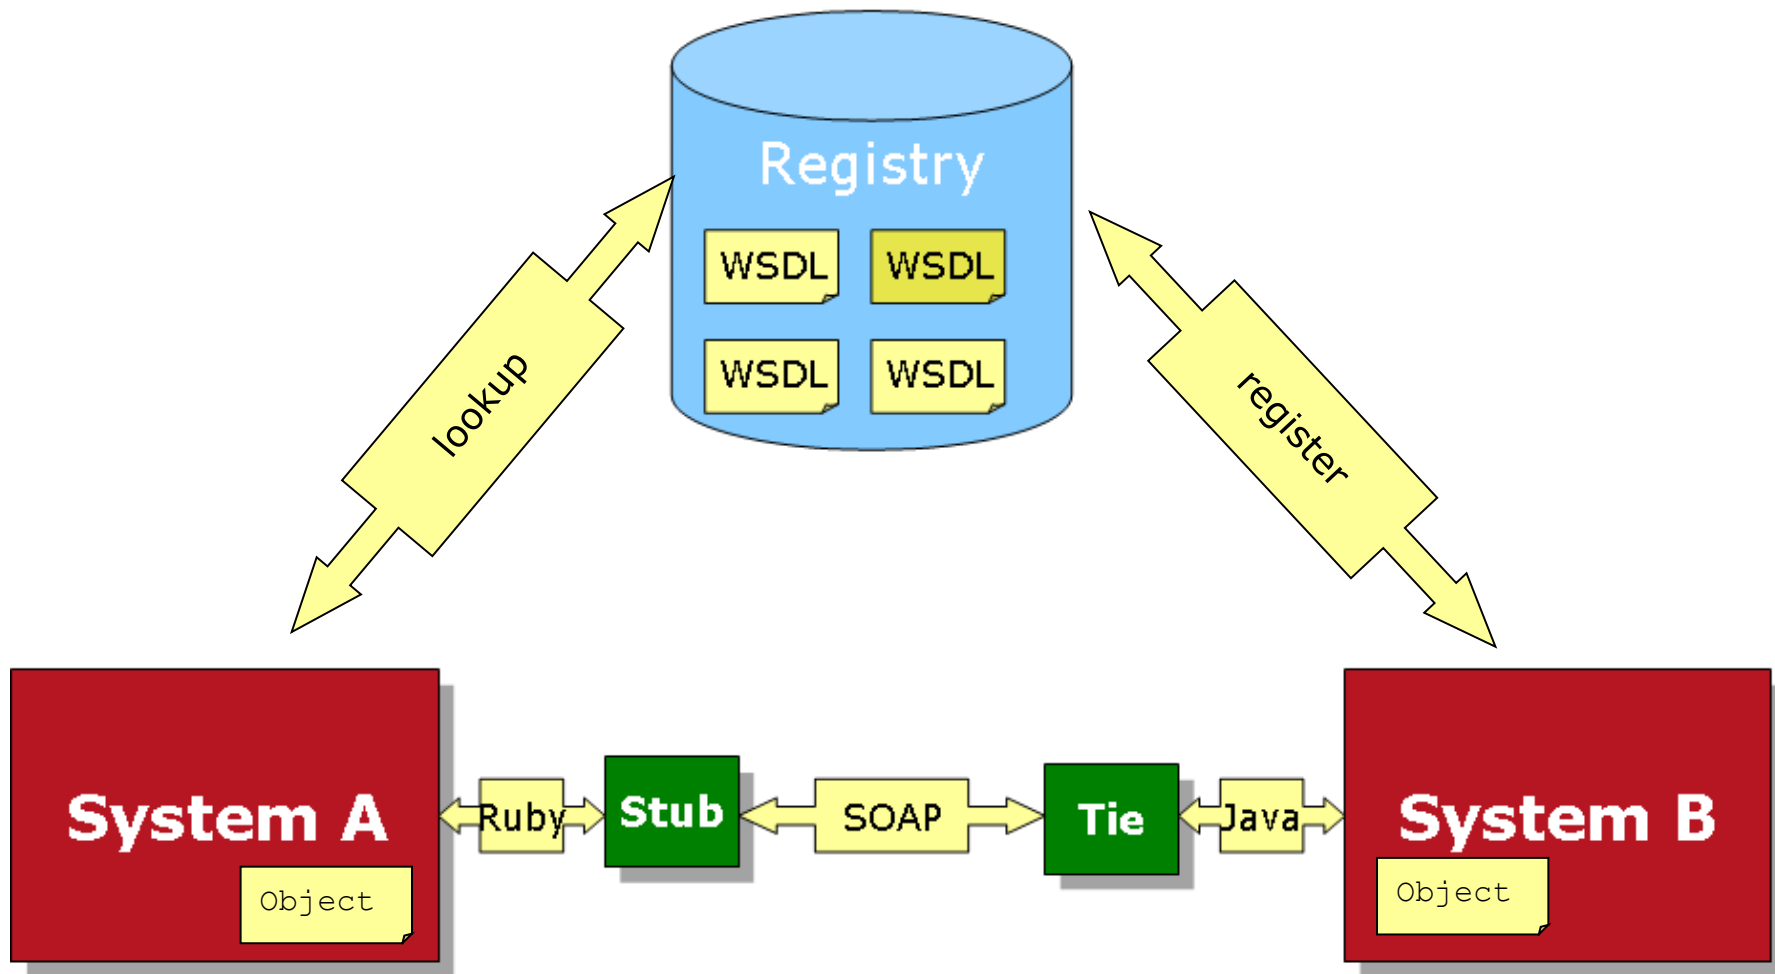 Registry
WSDL WSDL
WSDL WSDL
lookup
register
System A
Ruby
Stub
SOAP
Tie
Java
System B
Object
Object